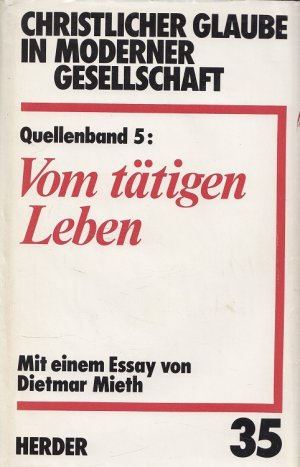 CHRISTLICHER GLAUBE
IN MODERNER
GESELLSCHAFT
Quellenband 5:
Vom tätigen
Leben
Mit einem Essay von
Dietmar Mieth
HERDER
35